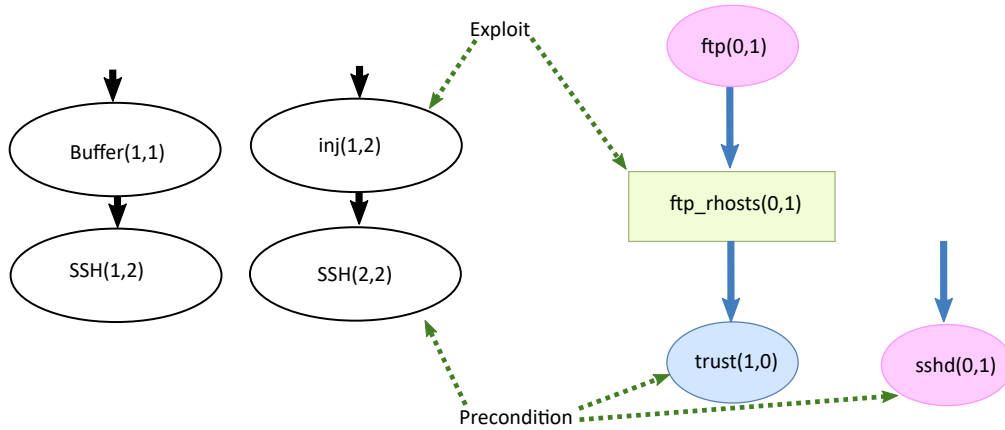 Exploit
ftp(0,1)
Buffer(1,1)
inj(1,2)
ftp_rhosts(0,1)
SSH(1,2)
SSH(2,2)
trust(1,0)
sshd(0,1)
Precondition